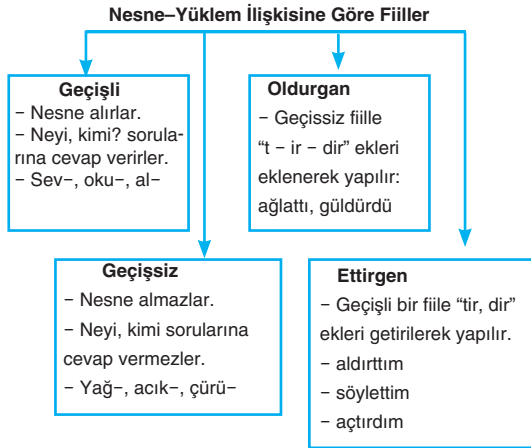 Nesne–Yüklem İlişkisine Göre Fiiller
Geçişli
– Nesne alırlar.
– Neyi, kimi? sorula-
rına cevap verirler.
– Sev–, oku–, al–
Oldurgan
– Geçissiz fiille
“t – ir – dir” ekleri
eklenerek yapılır:
ağlattı, güldürdü
Geçişsiz
– Nesne almazlar.
– Neyi, kimi sorularına
cevap vermezler.
– Yağ–, acık–, çürü–
Ettirgen
– Geçişli bir fiile “tir, dir”
ekleri getirilerek yapılır.
– aldırttım
– söylettim
– açtırdım